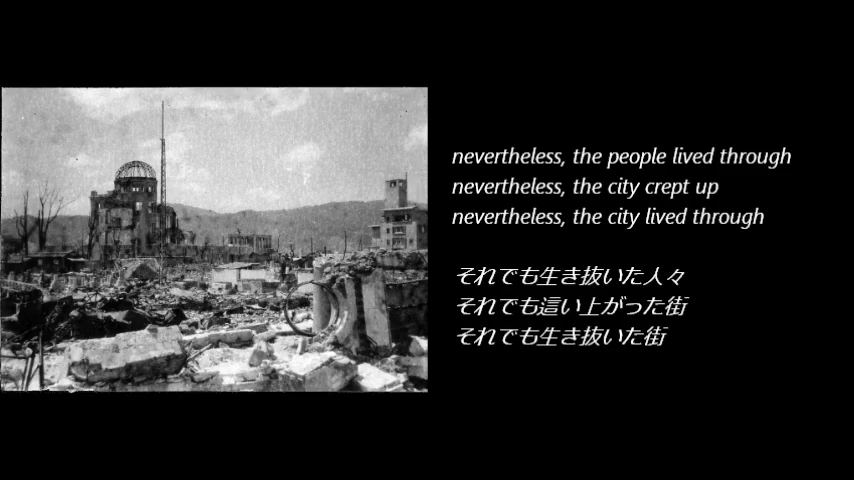 nevertheless, the people lived through
nevertheless, the city crept up
nevertheless, the city lived through
それでも生き抜いた人々
それでも這い上がった街
それでも生き抜いた街